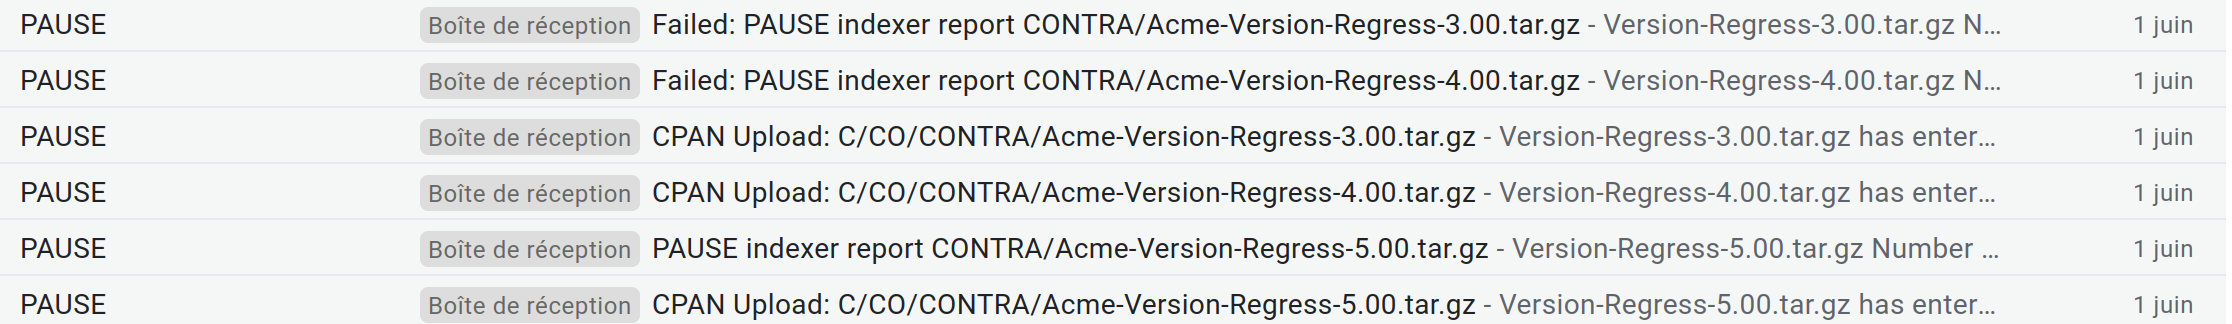 PAUSE Boîte de réception Failed: PAUSE indexer report CONTRA/Acme-Version-Regress-3.00.tar.gz - Version-Regress-3.00.tar.gz N... 1 juin
PAUSE Boîte de réception Failed: PAUSE indexer report CONTRA/Acme-Version-Regress-4.00.tar.gz - Version-Regress-4.00.tar.gz N... 1 juin
PAUSE Boîte de réception CPAN Upload: C/CO/CONTRA/Acme-Version-Regress-3.00.tar.gz - Version-Regress-3.00.tar.gz has enter... 1 juin
PAUSE Boîte de réception CPAN Upload: C/CO/CONTRA/Acme-Version-Regress-4.00.tar.gz - Version-Regress-4.00.tar.gz has enter... 1 juin
PAUSE Boîte de réception PAUSE indexer report CONTRA/Acme-Version-Regress-5.00.tar.gz - Version-Regress-5.00.tar.gz Number ... 1 juin
PAUSE Boîte de réception CPAN Upload: C/CO/CONTRA/Acme-Version-Regress-5.00.tar.gz - Version-Regress-5.00.tar.gz has enter... 1 juin